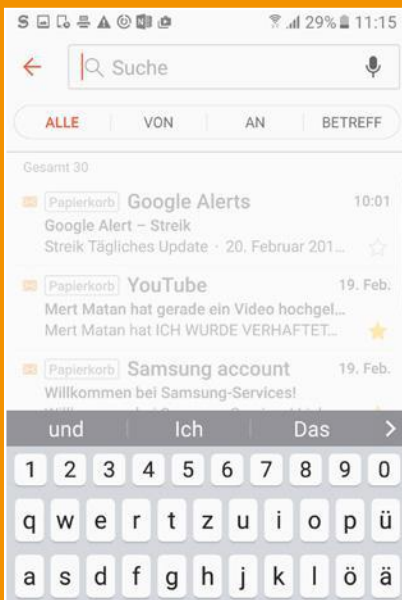 S 29% 11:15
Suche
ALLE VON AN BETREFF
Gesamt 30
Papierkorb Google Alerts 10:01
Google Alert – Streik
Streik Tägliches Update · 20. Februar 201...
Papierkorb YouTube 19. Feb.
Mert Matan hat gerade ein Video hochgel...
Mert Matan hat ICH WURDE VERHAFTET...
Papierkorb Samsung account 19. Feb.
Willkommen bei Samsung-Services!
und Ich Das >
1 2 3 4 5 6 7 8 9 0
q w e r t z u i o p ü
a s d f g h j k l ö ä